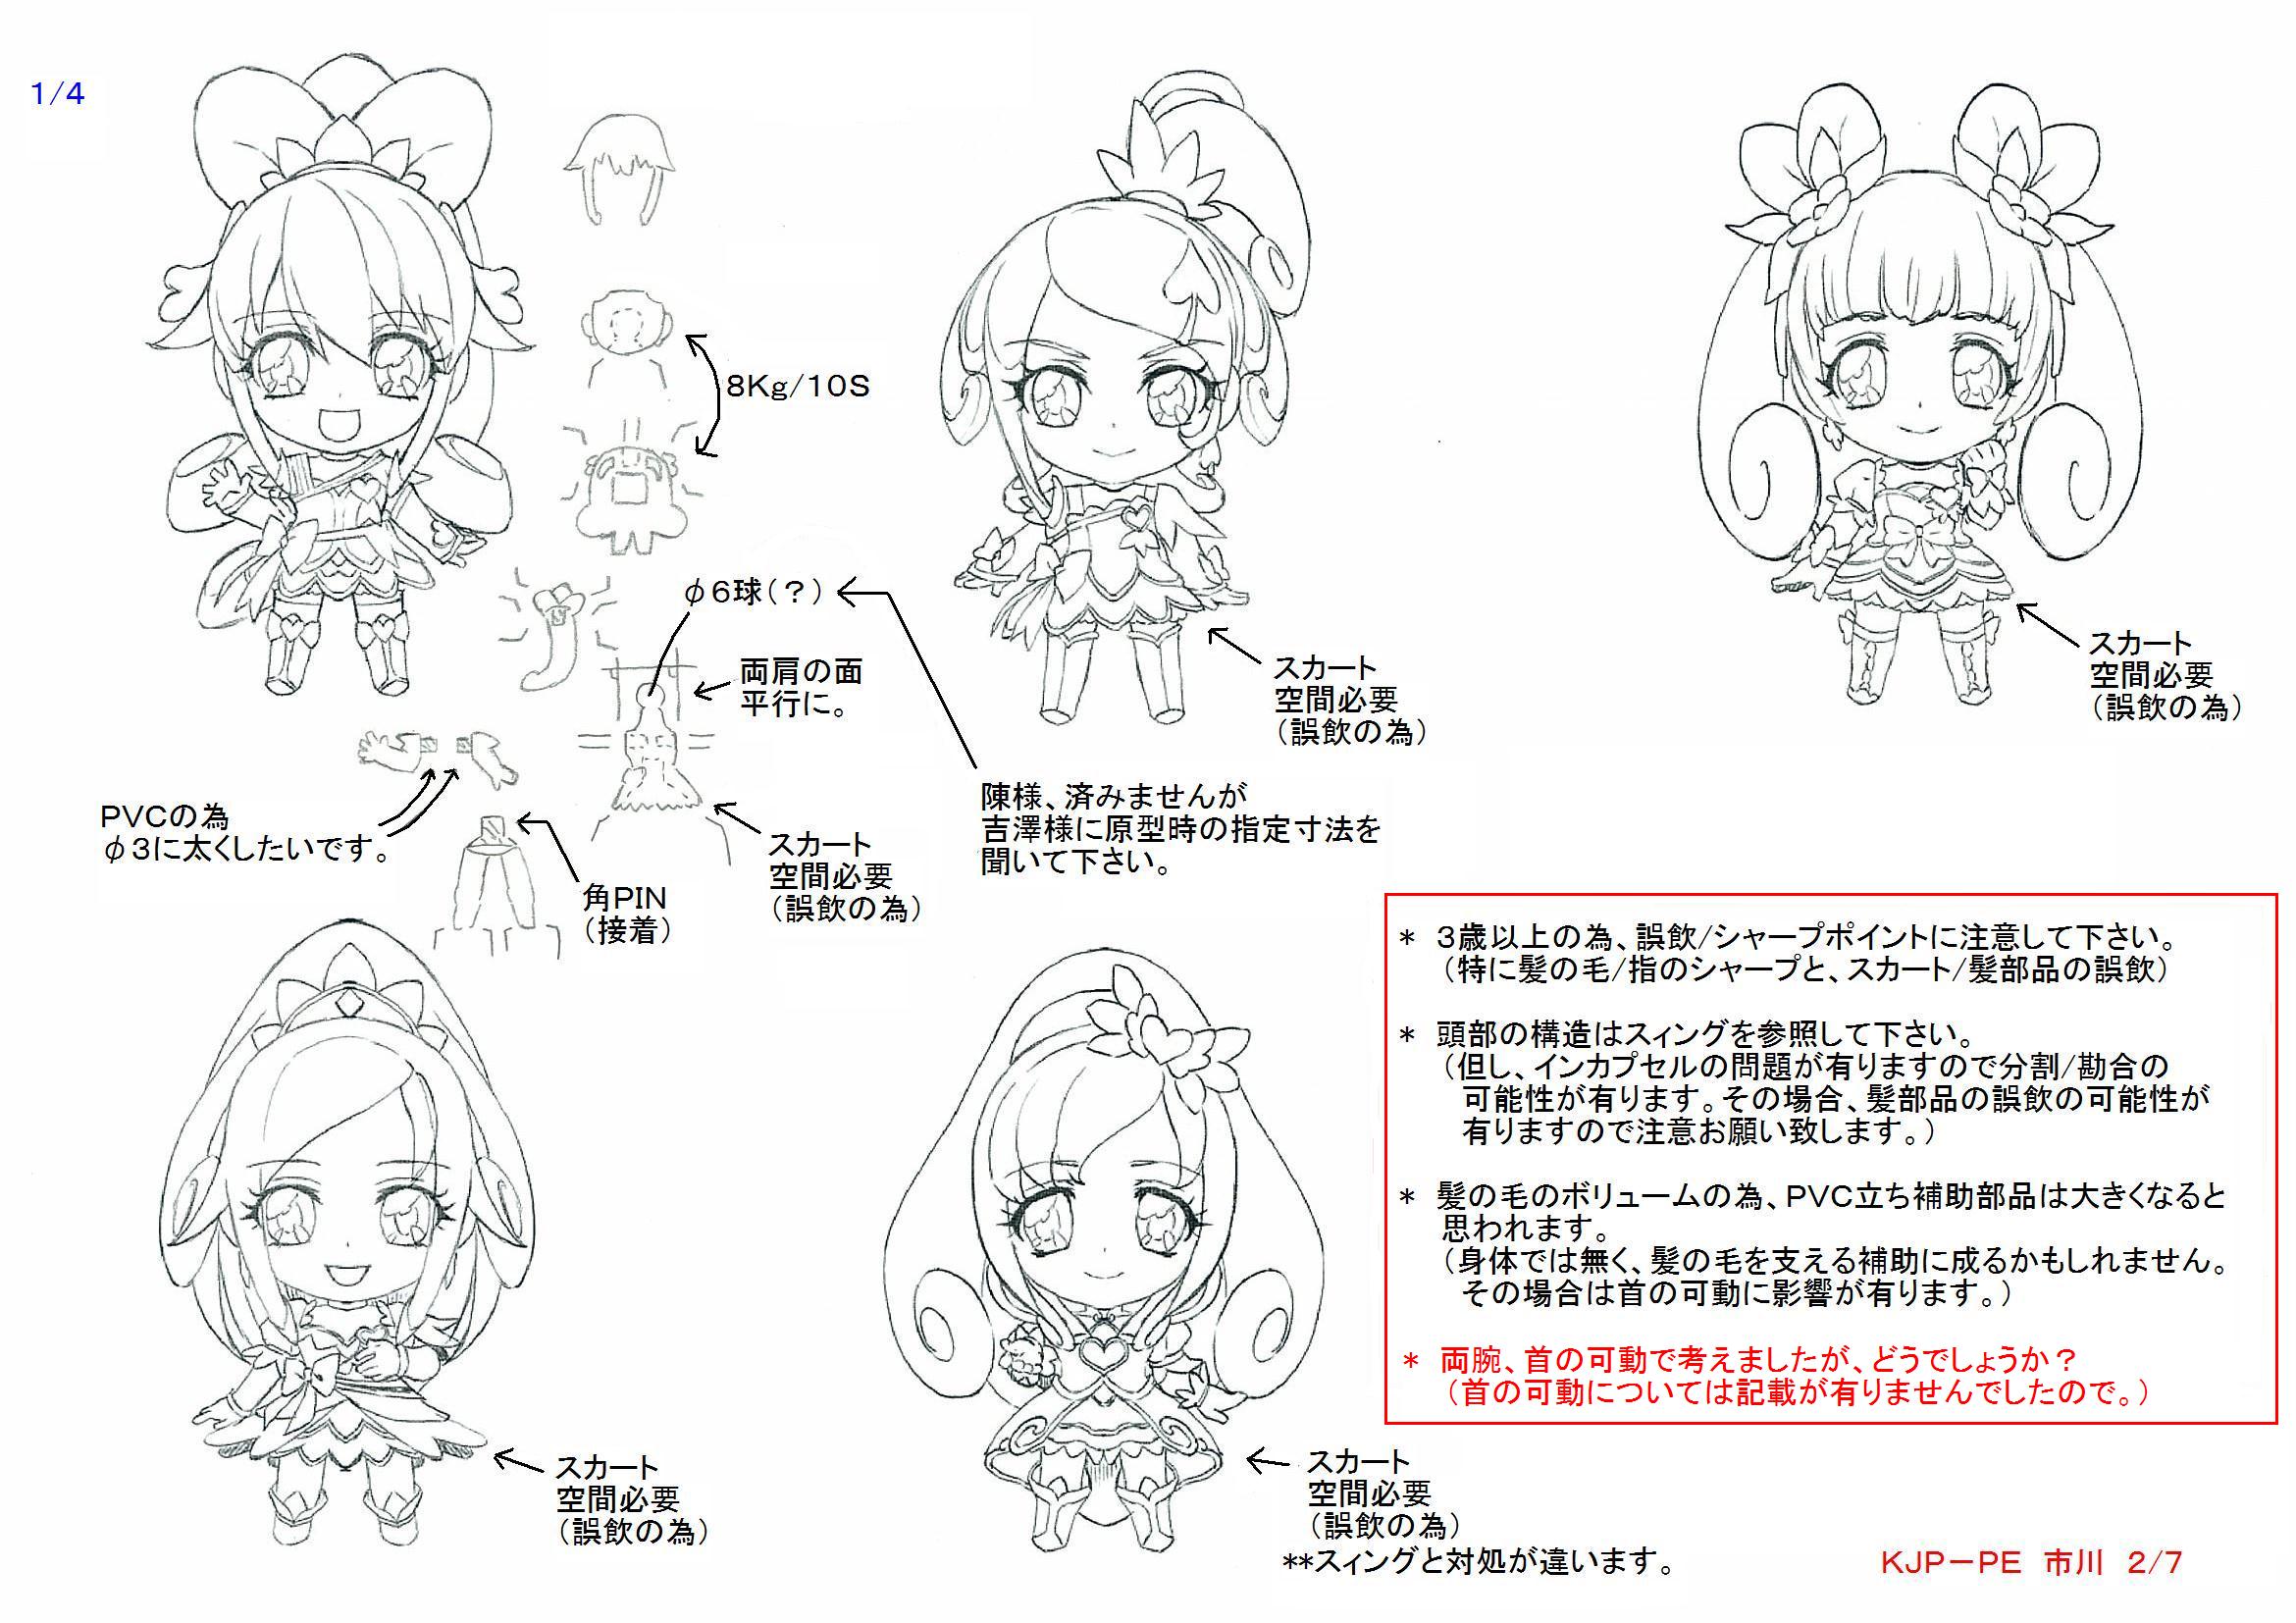 1/4
8Kg/10S
φ6球(?)
両肩の面
平行に。
PVCの為
φ3に太くしたいです。
角PIN
(接着)
スカート
空間必要
(誤飲の為)
スカート
空間必要
(誤飲の為)
スカート
空間必要
(誤飲の為)
陳様、済みませんが
吉澤様に原型時の指定寸法を
聞いて下さい。
* 3歳以上の為、誤飲/シャープポイントに注意して下さい。
(特に髪の毛/指のシャープと、スカート/髪部品の誤飲)
* 頭部の構造はスィングを参照して下さい。
(但し、インカプセルの問題が有りますので分割/勘合の
可能性が有ります。その場合、髪部品の誤飲の可能性が
有りますので注意お願い致します。)
* 髪の毛のボリュームの為、PVC立ち補助部品は大きくなると
思われます。
(身体では無く、髪の毛を支える補助に成るかもしれません。
その場合は首の可動に影響が有ります。)
* 両腕、首の可動で考えましたが、どうでしょうか?
(首の可動については記載が有りませんでしたので。)
スカート
空間必要
(誤飲の為)
スカート
空間必要
(誤飲の為)
**スィングと対処が違います。
KJP-PE 市川 2/7